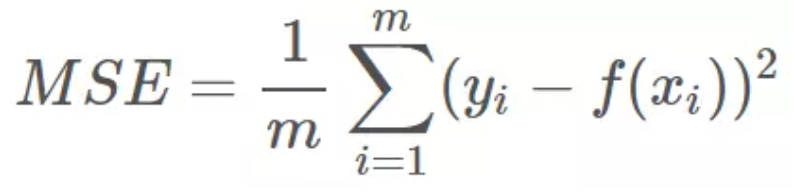 MSE = \frac{1}{m} \sum_{i=1}^{m} (y_i - f(x_i))^2